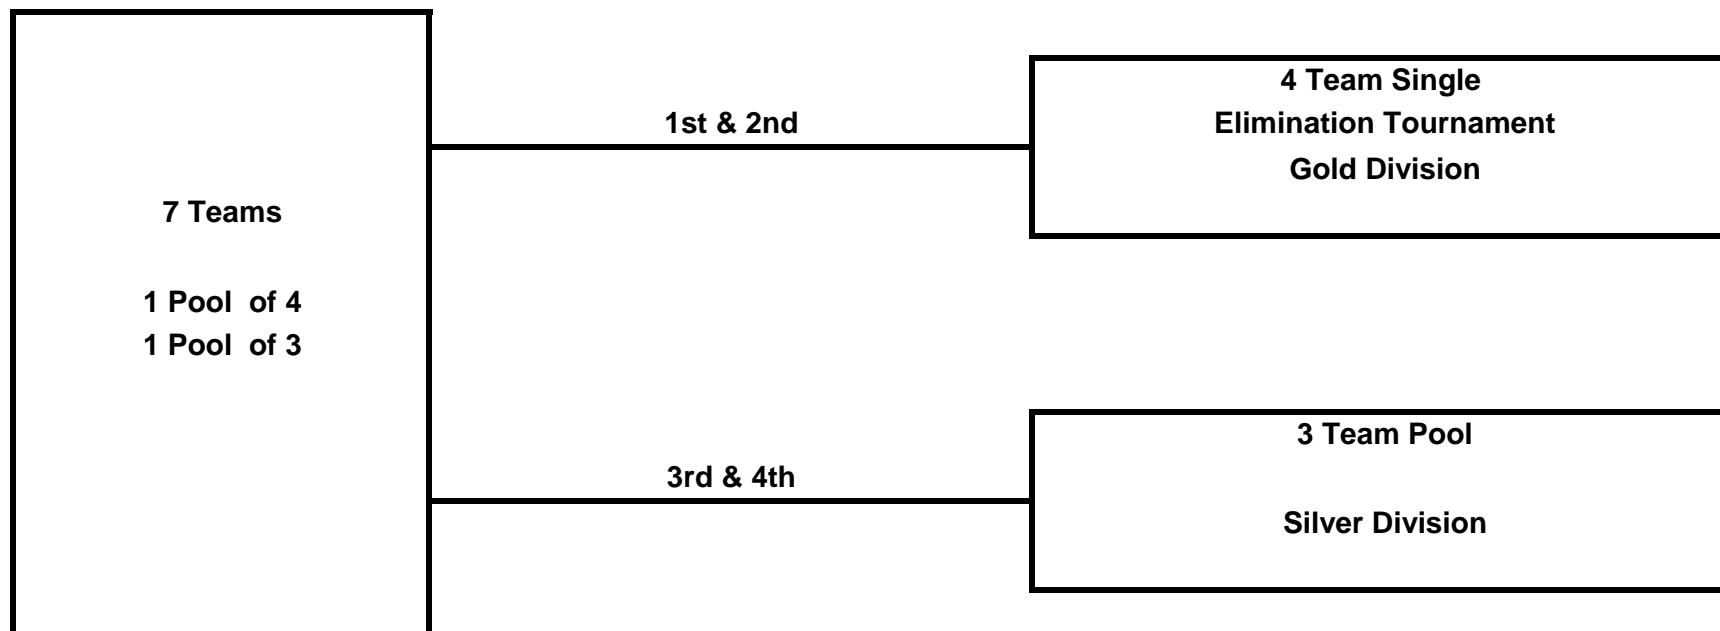 7 Teams
1 Pool  of 4
1 Pool  of 3
1st & 2nd
4 Team Single
Elimination Tournament
Gold Division
3rd & 4th
3 Team Pool
Silver Division